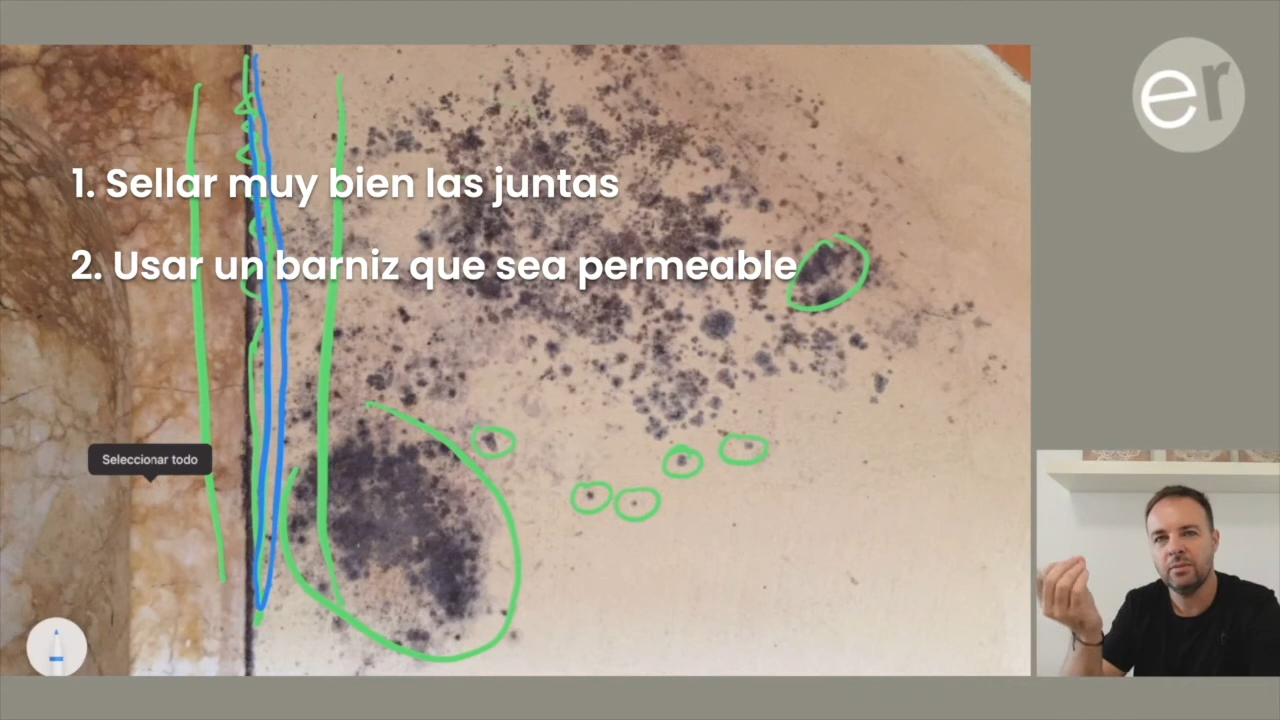 er
1. Sellar muy bien las juntas
2. Usar un barniz que sea permeable
Seleccionar todo